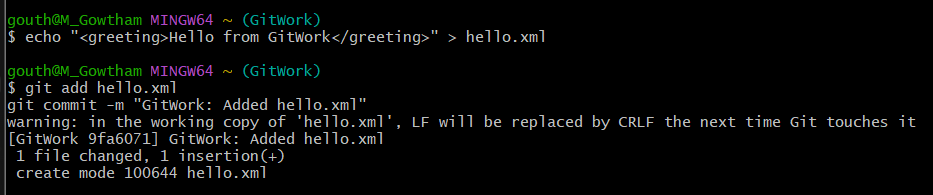 gouth@M_Gowtham MINGW64 ~ (GitWork)
$ echo "<greeting>Hello from GitWork</greeting>" > hello.xml
gouth@M_Gowtham MINGW64 ~ (GitWork)
$ git add hello.xml
git commit -m "GitWork: Added hello.xml"
warning: in the working copy of 'hello.xml', LF will be replaced by CRLF the next time Git touches it
[GitWork 9fa6071] GitWork: Added hello.xml
 1 file changed, 1 insertion(+)
 create mode 100644 hello.xml